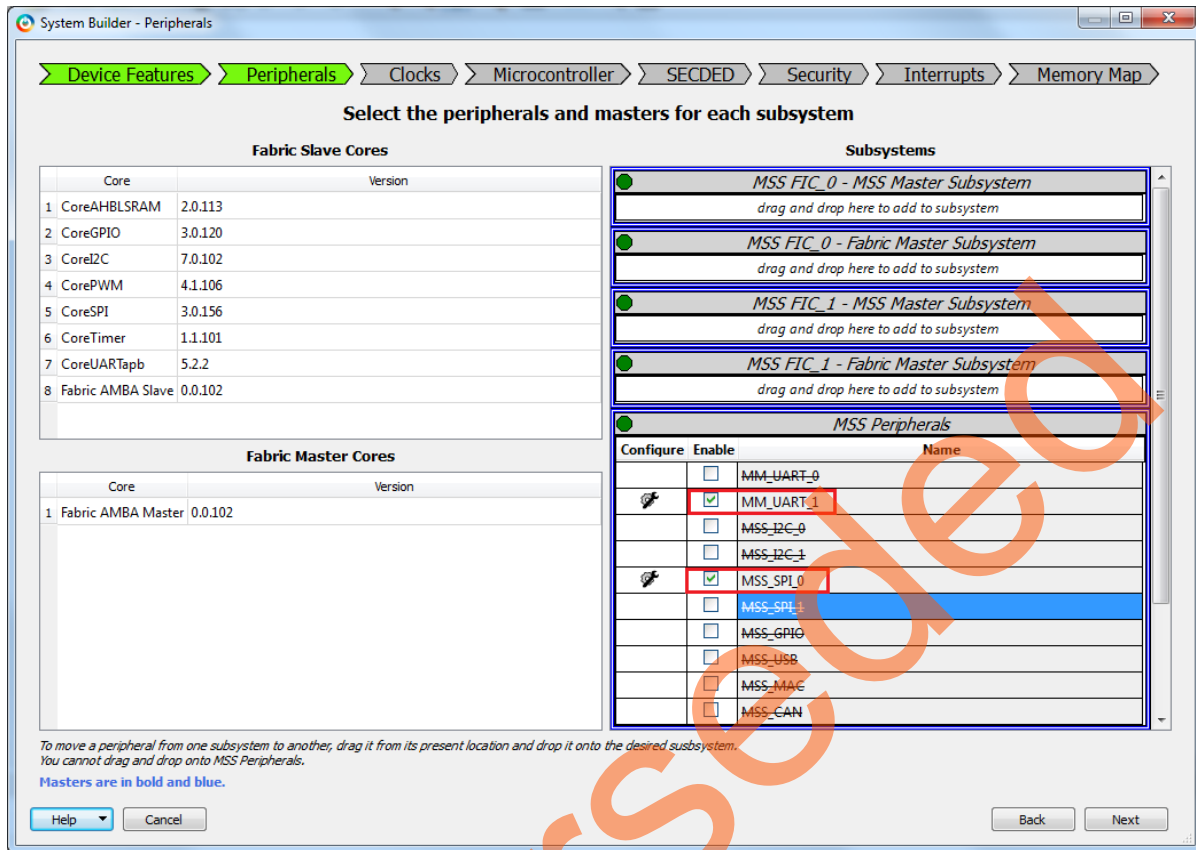 System Builder - Peripherals
Device Features Peripherals Clocks Microcontroller SECDED Security Interrupts Memory Map
Select the peripherals and masters for each subsystem
Fabric Slave Cores
Core Version
1 CoreAHBLSRAM 2.0.113
2 CoreGPIO 3.0.120
3 CoreI2C 7.0.102
4 CorePWM 4.1.106
5 CoreSPI 3.0.156
6 CoreTimer 1.1.101
7 CoreUARTapb 5.2.2
8 Fabric AMBA Slave 0.0.102
Fabric Master Cores
Core Version
1 Fabric AMBA Master 0.0.102
Subsystems
MSS FIC_0 - MSS Master Subsystem
drag and drop here to add to subsystem
MSS FIC_0 - Fabric Master Subsystem
drag and drop here to add to subsystem
MSS FIC_1 - MSS Master Subsystem
drag and drop here to add to subsystem
MSS FIC_1 - Fabric Master Subsystem
drag and drop here to add to subsystem
MSS Peripherals
Configure Enable Name
MM_UART_0
MM_UART_1
MSS_I2C_0
MSS_I2C_1
MSS_SPI_0
MSS_SPI_1
MSS_GPIO
MSS_USB
MSS_MAC
MSS_CAN
To move a peripheral from one subsystem to another, drag it from its present location and drop it onto the desired susbsystem.
You cannot drag and drop onto MSS Peripherals.
Masters are in bold and blue.
Help Cancel Back Next
rseded